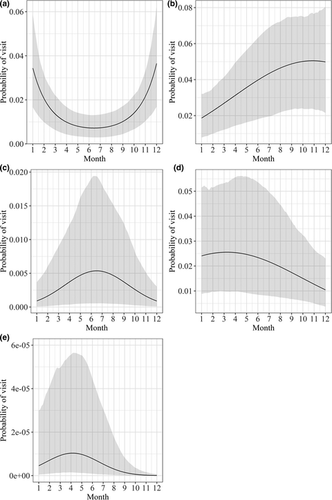 (a)
Probability of visit
0.06
0.04
0.02
0.00
1 2 3 4 5 6 7 8 9 10 11 12
Month
(b)
Probability of visit
0.06
0.04
0.02
1 2 3 4 5 6 7 8 9 10 11 12
Month
(c)
Probability of visit
0.020
0.015
0.010
0.005
0.000
1 2 3 4 5 6 7 8 9 10 11 12
Month
(d)
Probability of visit
0.05
0.04
0.03
0.02
0.01
1 2 3 4 5 6 7 8 9 10 11 12
Month
(e)
Probability of visit
6e-05
4e-05
2e-05
0e+00
1 2 3 4 5 6 7 8 9 10 11 12
Month